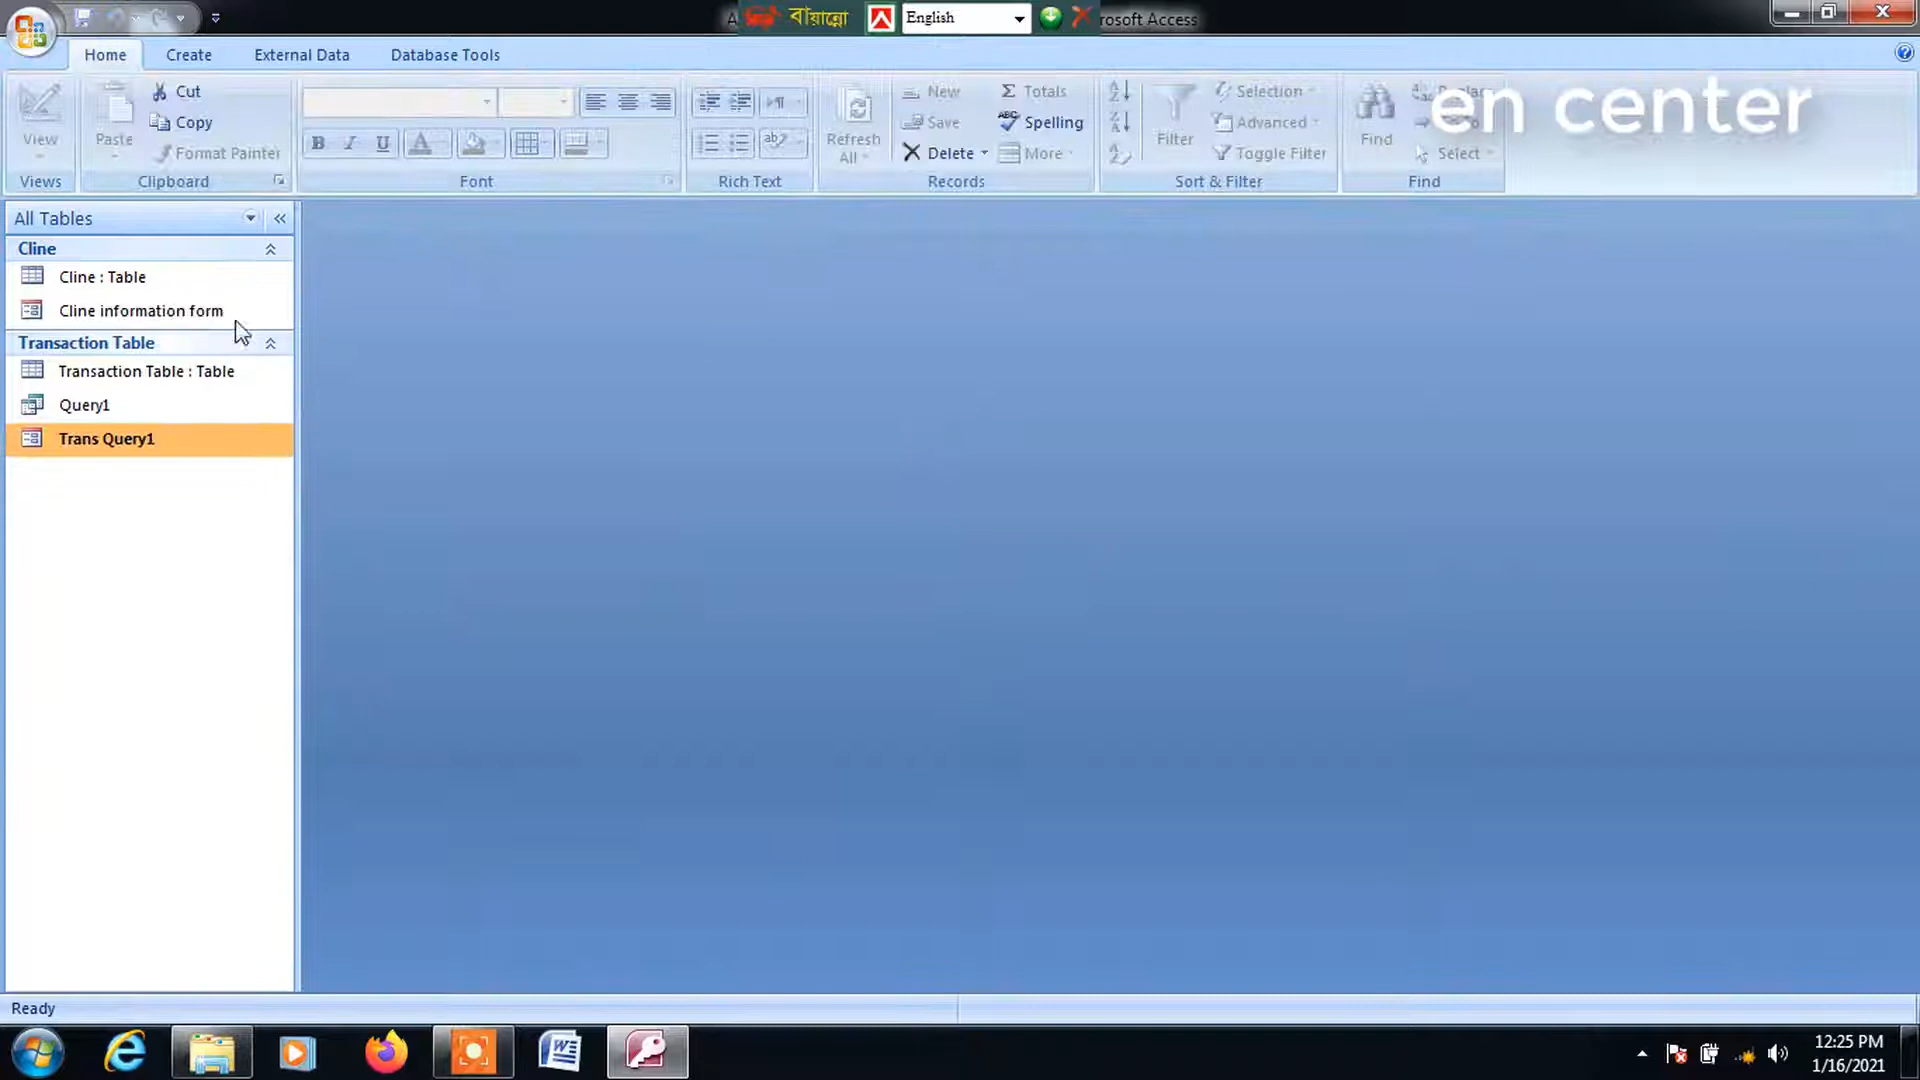 বায়ান্নো
English
rosoft Access
Home
Create
External Data
Database Tools
View
Paste
Cut
Copy
Format Painter
B I U
Refresh All
New
Save
Delete
Totals
Spelling
More
Filter
Selection
Advanced
Toggle Filter
Find
Select
en center
Views
Clipboard
Font
Rich Text
Records
Sort & Filter
Find
All Tables
Cline
Cline : Table
Cline information form
Transaction Table
Transaction Table : Table
Query1
Trans Query1
Ready
12:25 PM
1/16/2021